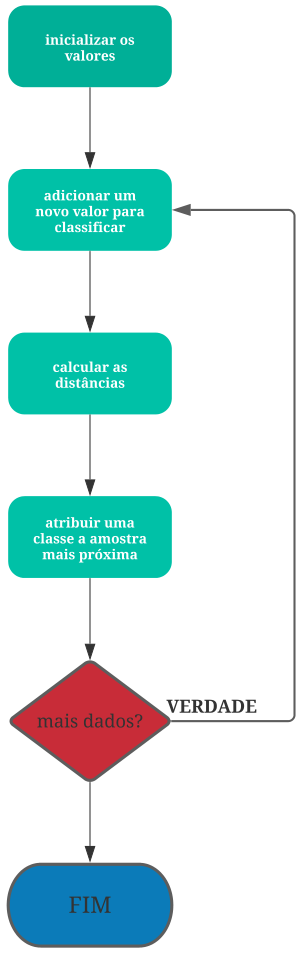 inicializar os
valores
adicionar um
novo valor para
classificar
calcular as
distâncias
atribuir uma
classe a amostra
mais próxima
mais dados?
VERDADE
FIM